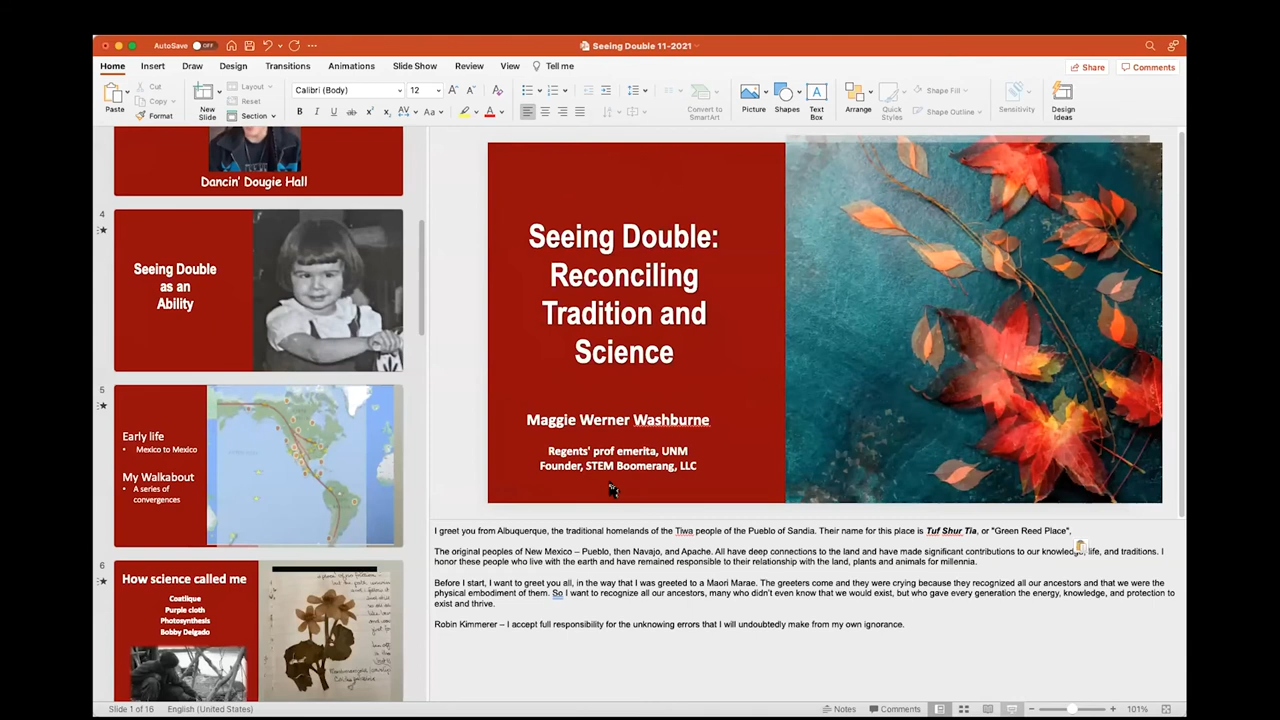 AutoSave OFF
Seeing Double 11-2021
Home Insert Draw Design Transitions Animations Slide Show Review View Tell me
Share Comments
Paste
Cut
Copy
Format
New Slide
Layout
Reset
Section
Calibri (Body) 12
Convert to SmartArt
Picture
Shapes
Text Box
Arrange
Quick Styles
Shape Fill
Shape Outline
Sensitivity
Design Ideas
Dancin' Dougie Hall
4
Seeing Double
as an
Ability
5
Early life
• Mexico to Mexico
My Walkabout
• A series of
convergences
6
How science called me
Coatlique
Purple cloth
Photosynthesis
Bobby Delgado
Seeing Double:
Reconciling
Tradition and
Science
Maggie Werner Washburne
Regents' prof emerita, UNM
Founder, STEM Boomerang, LLC
I greet you from Albuquerque, the traditional homelands of the Tiwa people of the Pueblo of Sandia. Their name for this place is Tuf Shur Tia, or "Green Reed Place".
The original peoples of New Mexico – Pueblo, then Navajo, and Apache. All have deep connections to the land and have made significant contributions to our knowledge, life, and traditions. I
honor these people who live with the earth and have remained responsible to their relationship with the land, plants and animals for millennia.
Before I start, I want to greet you all, in the way that I was greeted to a Maori Marae. The greeters come and they were crying because they recognized all our ancestors and that we were the
physical embodiment of them. So I want to recognize all our ancestors, many who didn't even know that we would exist, but who gave every generation the energy, knowledge, and protection to
exist and thrive.
Robin Kimmerer – I accept full responsibility for the unknowing errors that I will undoubtedly make from my own ignorance.
Slide 1 of 16 English (United States)
Notes Comments 101%